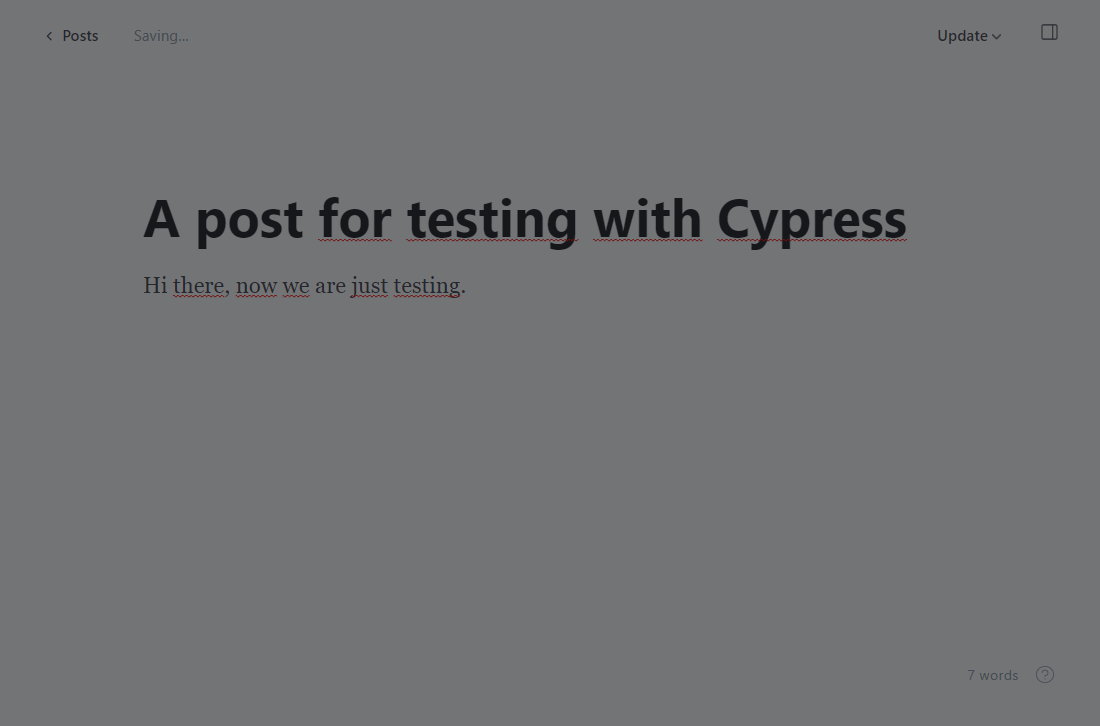 Posts Saving... Update
A post for testing with Cypress
Hi there, now we are just testing.
7 words ?